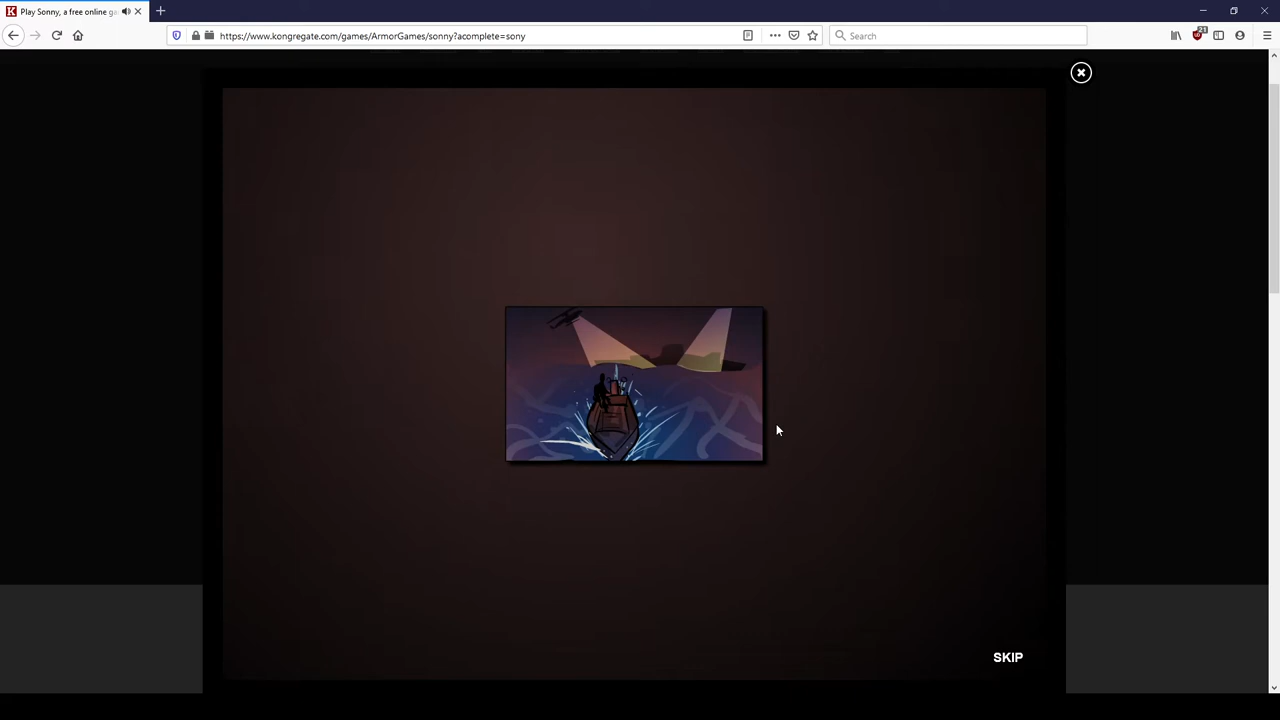 Play Sonny, a free online ga
https://www.kongregate.com/games/ArmorGames/sonny?acomplete=sony
Search
SKIP